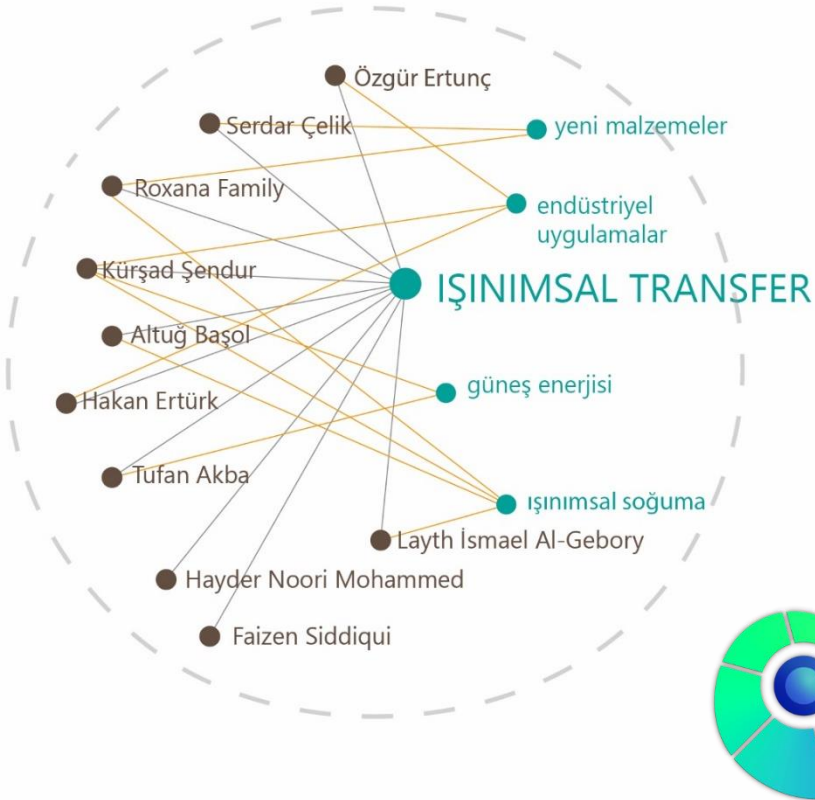 Özgür Ertunç
Serdar Çelik
yeni malzemeler
Roxana Family
endüstriyel
uygulamalar
Kürşad Şendur
IŞINIMSAL TRANSFER
Altuğ Başol
güneş enerjisi
Hakan Ertürk
Tufan Akba
ışınımsal soğuma
Layth İsmael Al-Gebory
Hayder Noori Mohammed
Faizen Siddiqui